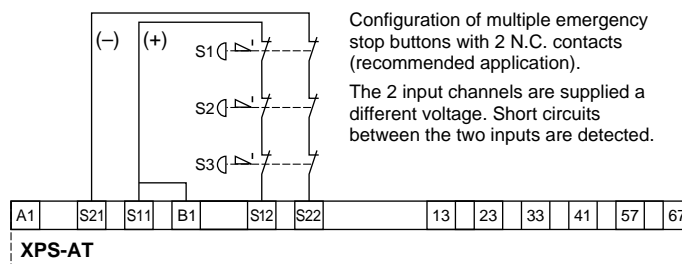 (–) (+)
Configuration of multiple emergency
stop buttons with 2 N.C. contacts
(recommended application).
The 2 input channels are supplied a
different voltage. Short circuits
between the two inputs are detected.
S1
S2
S3
A1 S21 S11 B1 S12 S22 13 23 33 41 57 67
XPS-AT